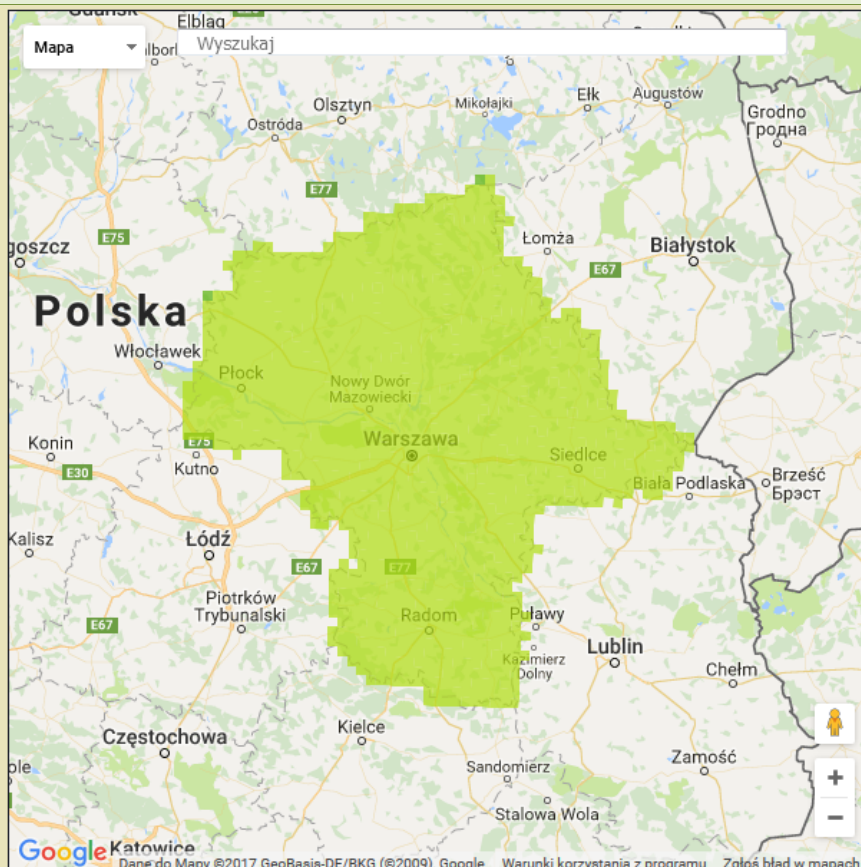 Elbląg
Mapa
Wyszukaj
Olsztyn
Mikołajki
Ełk
Augustów
Ostróda
Grodno
Гродна
E77
E75
goszcz
Łomża
Białystok
E67
Polska
Włocławek
Płock
Nowy Dwór
Mazowiecki
Warszawa
Konin
E75
Siedlce
E30
Kutno
Biała Podlaska
Brześć
Брэст
Kalisz
Łódź
E67
E77
Piotrków
Trybunalski
Radom
Puławy
E67
Lublin
Kazimierz
Dolny
Chełm
Kielce
Częstochowa
Zamość
Sandomierz
Stalowa Wola
+
−
Google
Katowice
Dane do Mapy ©2017 GeoBasis-DE/BKG (©2009), Google
Warunki korzystania z programu
Zgłoś błąd w mapach